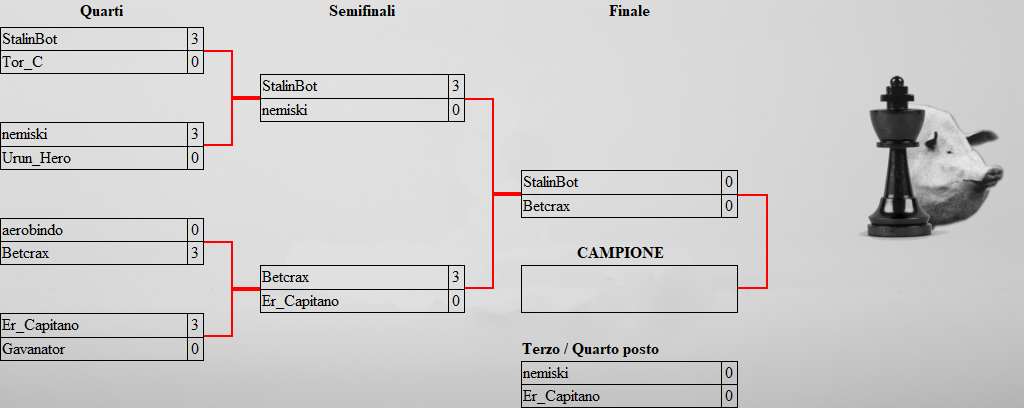 Quarti
Semifinali
Finale
StalinBot 3
Tor_C 0
nemiski 3
Urun_Hero 0
aerobindo 0
Betcrax 3
Er_Capitano 3
Gavanator 0
StalinBot 3
nemiski 0
Betcrax 3
Er_Capitano 0
StalinBot 0
Betcrax 0
CAMPIONE
Terzo / Quarto posto
nemiski 0
Er_Capitano 0